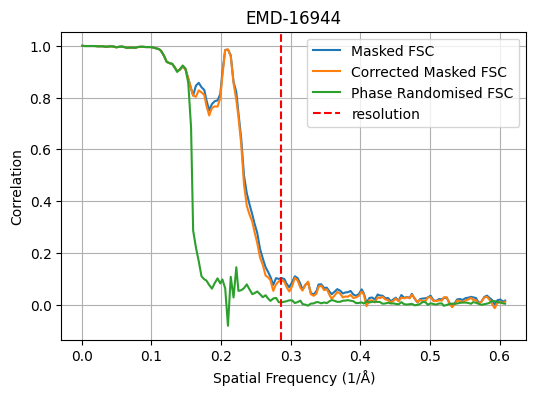 EMD-16944
Masked FSC
Corrected Masked FSC
Phase Randomised FSC
resolution
Correlation
1.0
0.8
0.6
0.4
0.2
0.0
0.0 0.1 0.2 0.3 0.4 0.5 0.6
Spatial Frequency (1/Å)